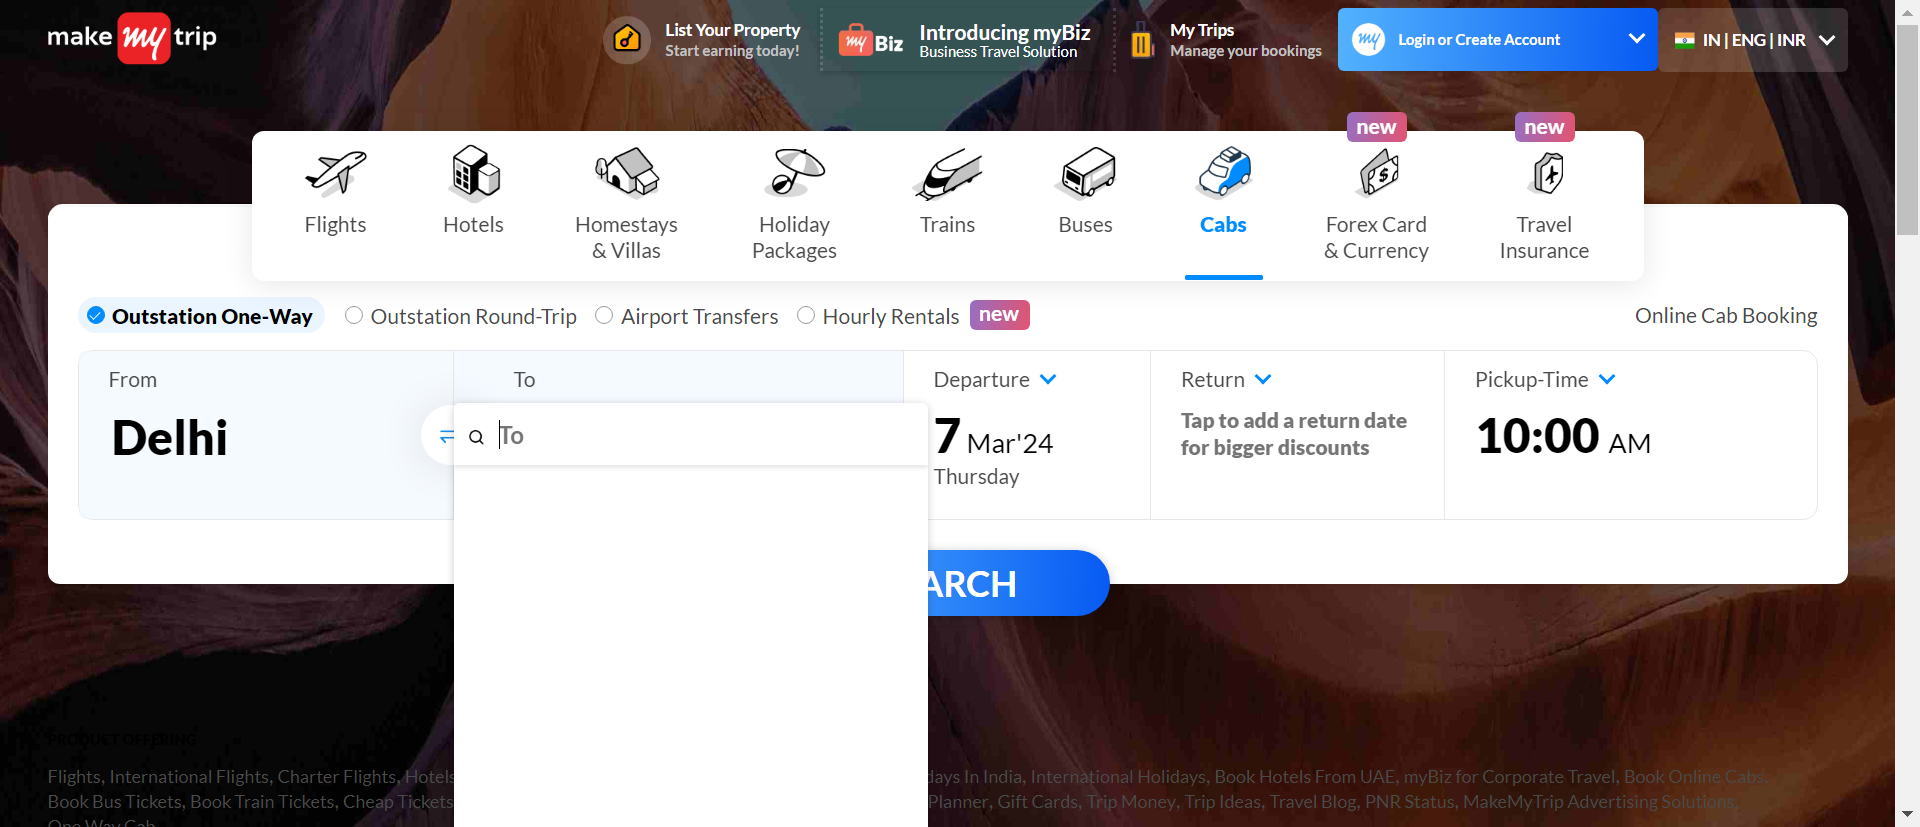 make my trip
List Your Property
Start earning today!
my Biz
Introducing myBiz
Business Travel Solution
My Trips
Manage your bookings
my
Login or Create Account
IN | ENG | INR
new
new
Flights
Hotels
Homestays
& Villas
Holiday
Packages
Trains
Buses
Cabs
Forex Card
& Currency
Travel
Insurance
Outstation One-Way
Outstation Round-Trip
Airport Transfers
Hourly Rentals
new
Online Cab Booking
From
Delhi
To
To
Departure
7 Mar'24
Thursday
Return
Tap to add a return date
for bigger discounts
Pickup-Time
10:00 AM
ARCH
PRODUCT OFFERING
Flights, International Flights, Charter Flights, Hotels
days In India, International Holidays, Book Hotels From UAE, myBiz for Corporate Travel, Book Online Cabs,
Book Bus Tickets, Book Train Tickets, Cheap Tickets
Planner, Gift Cards, Trip Money, Trip Ideas, Travel Blog, PNR Status, MakeMyTrip Advertising Solutions,
One Way Cab